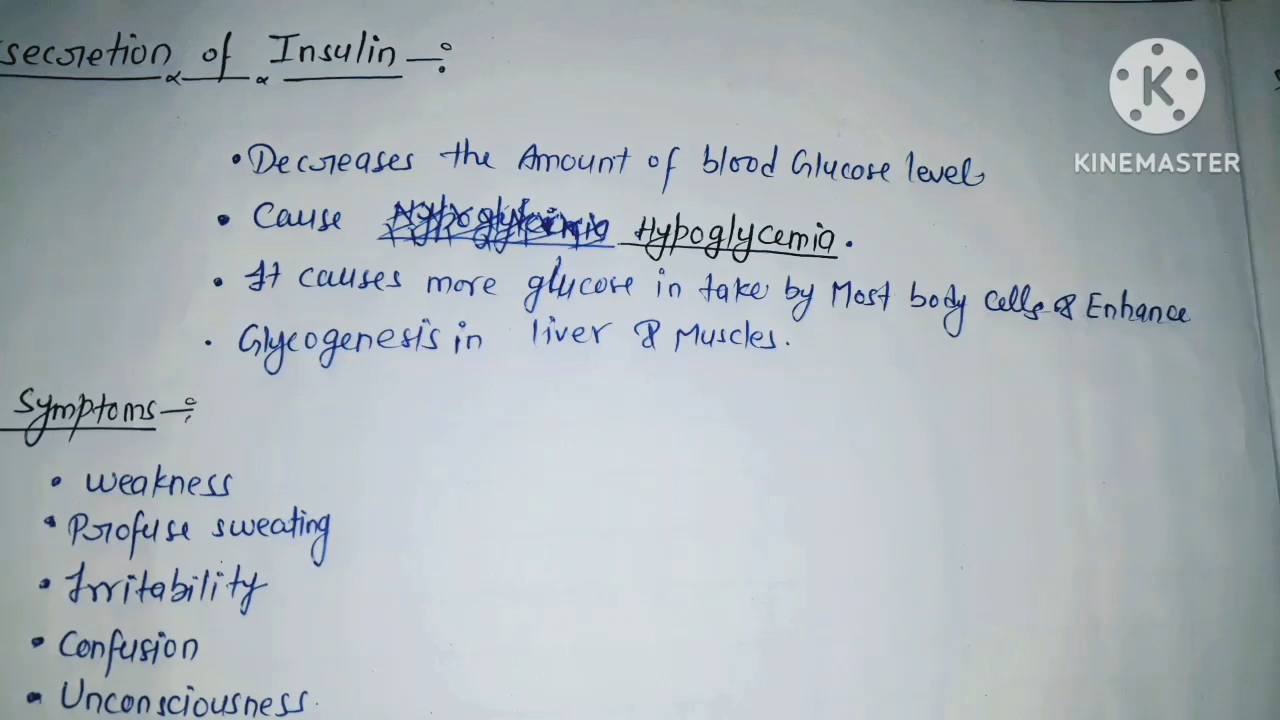 secretion of Insulin -:
KINEMASTER
• Decreases the Amount of blood Glucose level
• Cause Hypoglycemia.
• It causes more glucose in take by Most body cells & Enhance
• Glycogenesis in liver & Muscles.
Symptoms -:
• Weakness
• Profuse sweating
• Irritability
• Confusion
• Unconsciousness.